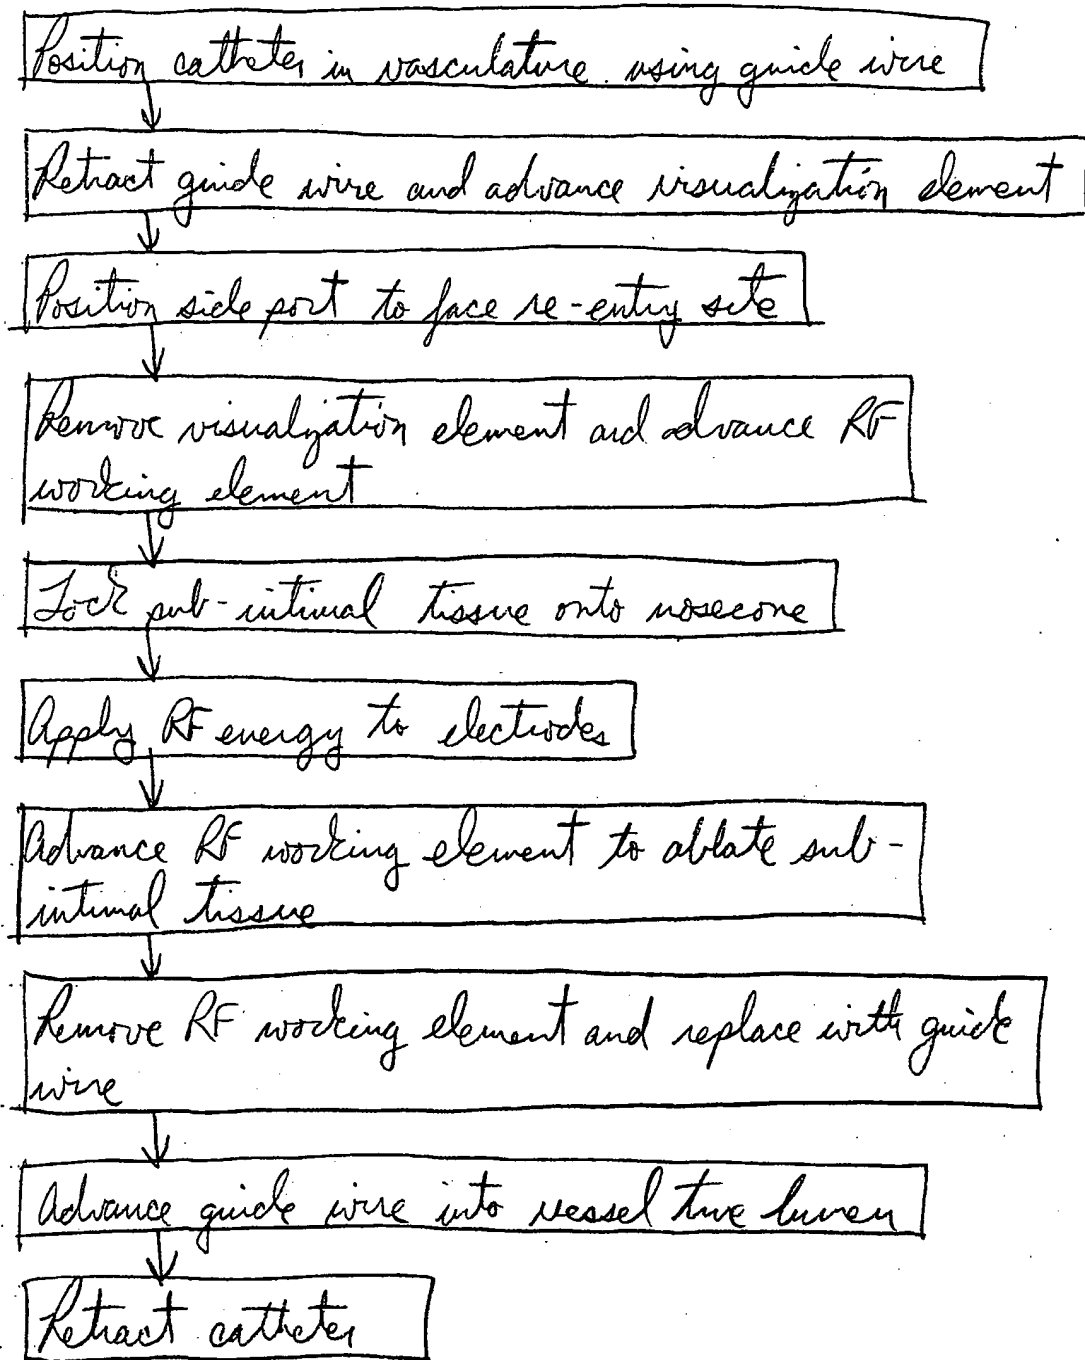 Position catheter in vasculature using guide wire
Retract guide wire and advance visualization element
Position side port to face re-entry site
Remove visualization element and advance RF
working element
Lock sub-intimal tissue onto nosecone
Apply RF energy to electrodes
Advance RF working element to ablate sub-
intimal tissue
Remove RF working element and replace with guide
wire
Advance guide wire into vessel true lumen
Retract catheter